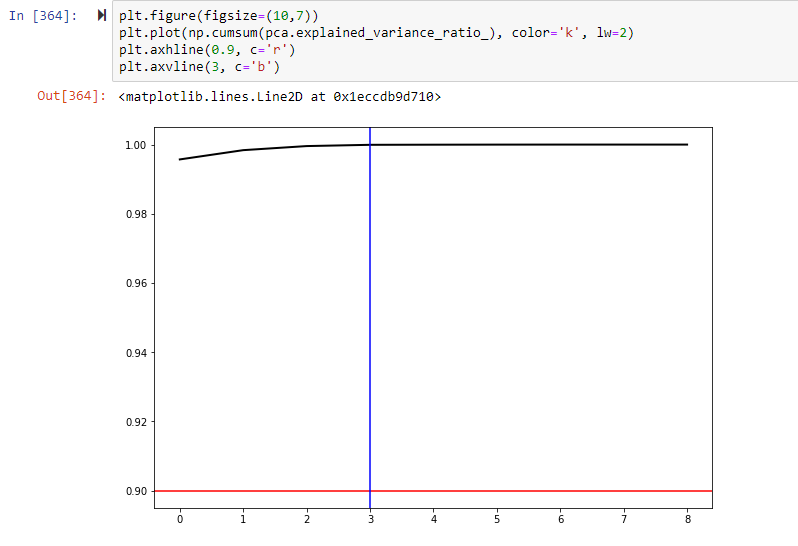 In [364]:
plt.figure(figsize=(10,7))
plt.plot(np.cumsum(pca.explained_variance_ratio_), color='k', lw=2)
plt.axhline(0.9, c='r')
plt.axvline(3, c='b')
Out[364]: <matplotlib.lines.Line2D at 0x1eccdb9d710>
1.00
0.98
0.96
0.94
0.92
0.90
0 1 2 3 4 5 6 7 8